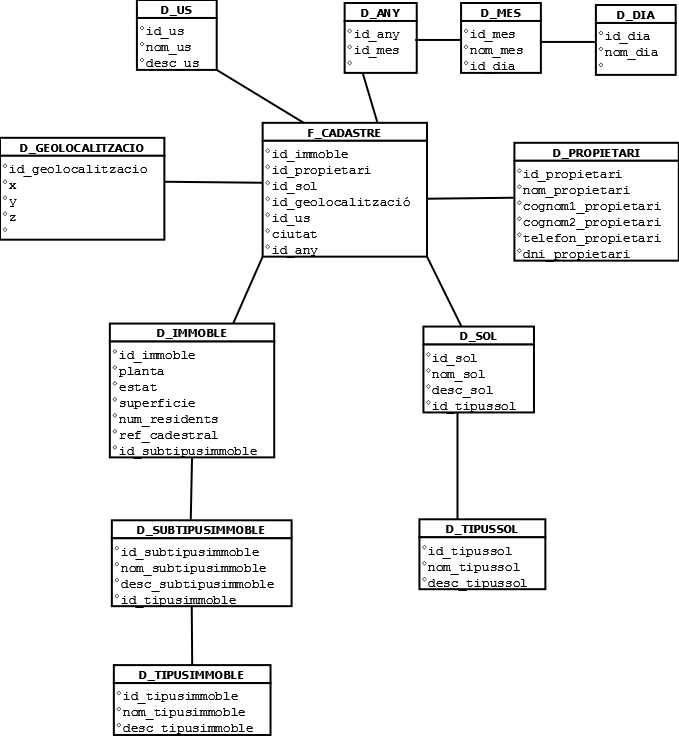 D_US
id_us
nom_us
desc_us
D_ANY
id_any
id_mes
D_MES
id_mes
nom_mes
id_dia
D_DIA
id_dia
nom_dia
D_GEOLOCALITZACIO
id_geolocalitzacio
x
y
z
F_CADASTRE
id_immoble
id_propietari
id_sol
id_geolocalització
id_us
ciutat
id_any
D_PROPIETARI
id_propietari
nom_propietari
cognom1_propietari
cognom2_propietari
telefon_propietari
dni_propietari
D_IMMOBLE
id_immoble
planta
estat
superficie
num_residents
ref_cadestral
id_subtipusimmoble
D_SOL
id_sol
nom_sol
desc_sol
id_tipussol
D_SUBTIPUSIMMOBLE
id_subtipusimmoble
nom_subtipusimmoble
desc_subtipusimmoble
id_tipusimmoble
D_TIPUSSOL
id_tipussol
nom_tipussol
desc_tipussol
D_TIPUSIMMOBLE
id_tipusimmoble
nom_tipusimmoble
desc_tipusimmoble